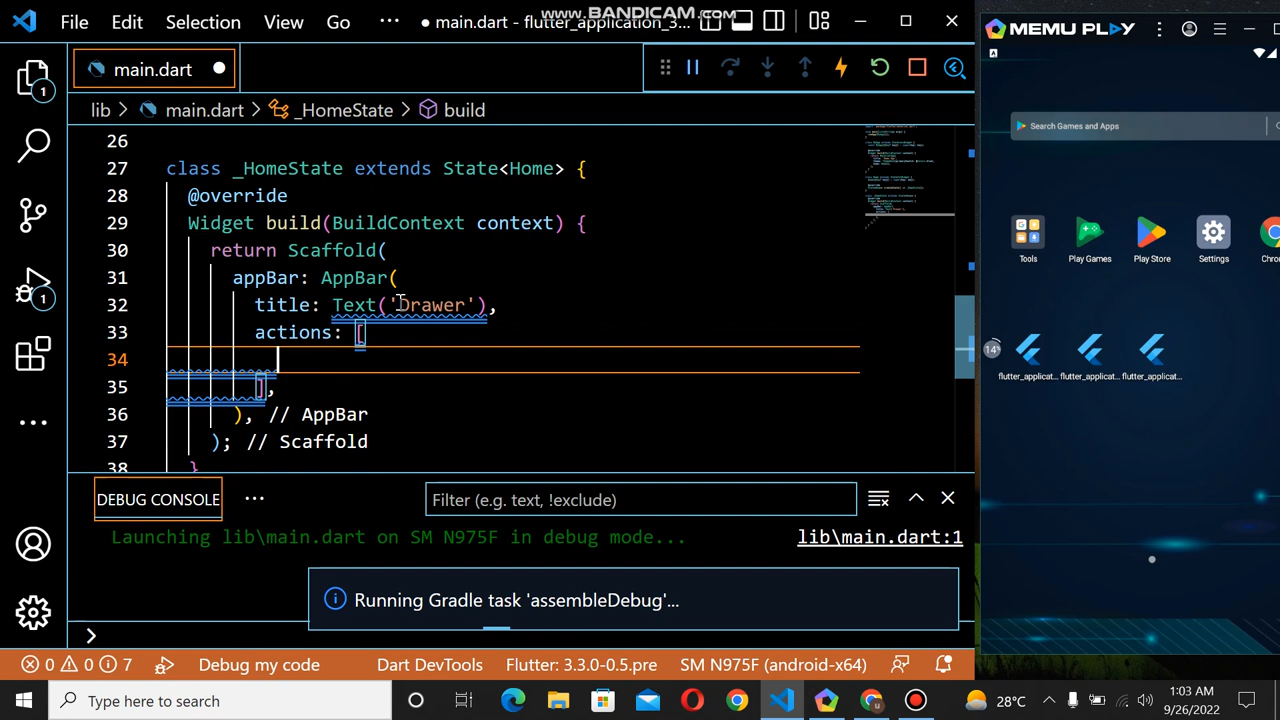 File Edit Selection View Go ··· ● main.dart - flutter_application_3...
www.BANDICAM.com
main.dart
lib > main.dart > _HomeState > build
26
27 class _HomeState extends State<Home> {
28 @override
29 Widget build(BuildContext context) {
30 return Scaffold(
31 appBar: AppBar(
32 title: Text('Drawer'),
33 actions: [
34
35 ],
36 ), // AppBar
37 ); // Scaffold
38 }
1
1
DEBUG CONSOLE ··· Filter (e.g. text, !exclude)
Launching lib\main.dart on SM N975F in debug mode... lib\main.dart:1
Running Gradle task 'assembleDebug'...
>
0 0 7 Debug my code Dart DevTools Flutter: 3.3.0-0.5.pre SM N975F (android-x64)
MEMU PLAY
A
Search Games and Apps
Tools Play Games Play Store Settings Chro
14
flutter_applicat... flutter_applicat... flutter_applicat...
Type here to search
28°C
1:03 AM
9/26/2022